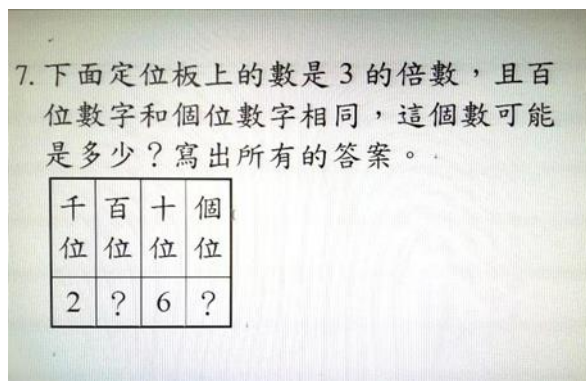 7. 下面定位板上的數是 3 的倍數，且百
位數字和個位數字相同，這個數可能
是多少？寫出所有的答案。
千位 百位 十位 個位
2 ? 6 ?